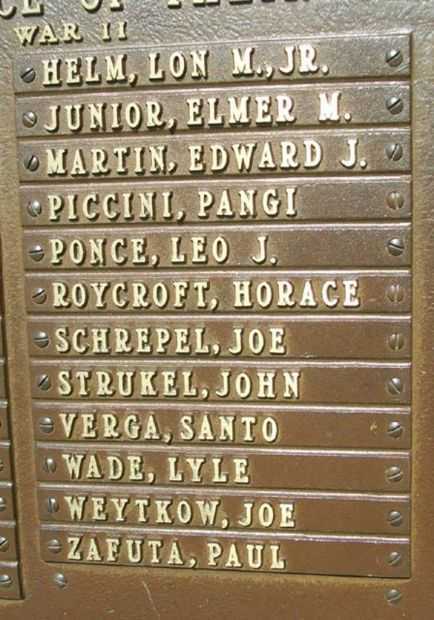 WAR II
HELM, LON M., JR.
JUNIOR, ELMER M.
MARTIN, EDWARD J.
PICCINI, PANGI
PONCE, LEO J.
ROYCROFT, HORACE
SCHREPEL, JOE
STRUKEL, JOHN
VERGA, SANTO
WADE, LYLE
WEYTKOW, JOE
ZAFUTA, PAUL